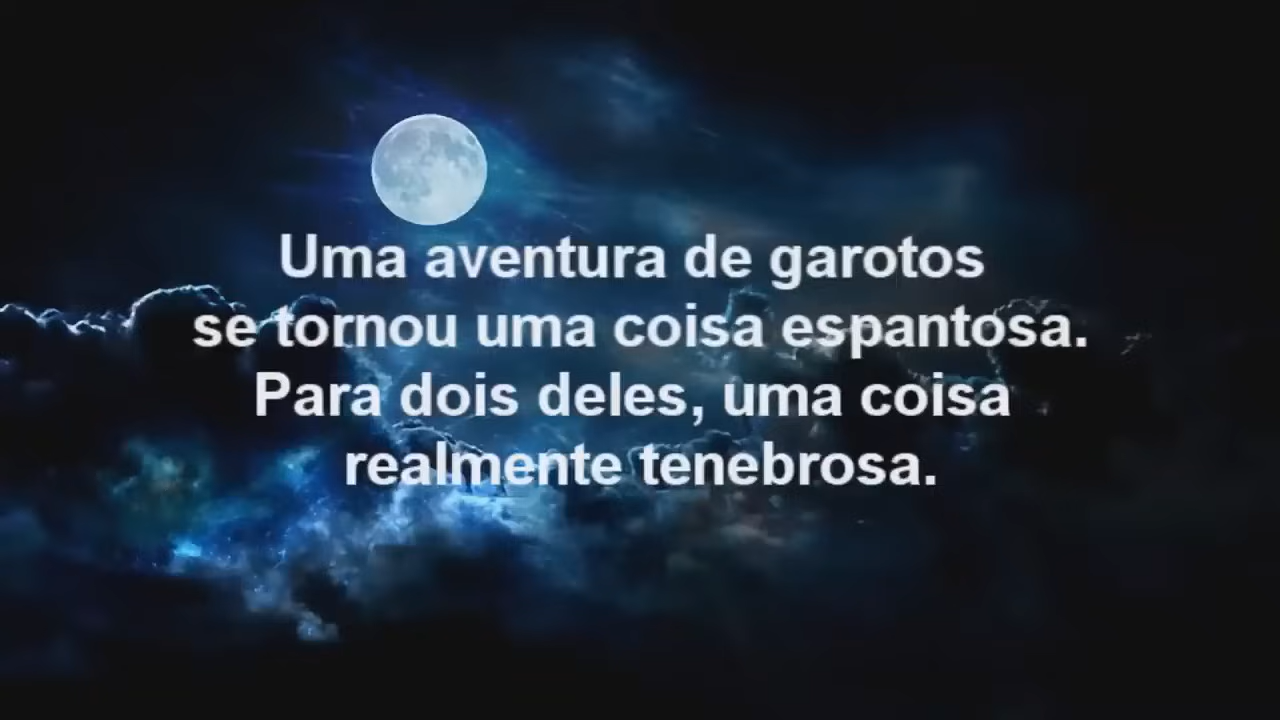 Uma aventura de garotos
se tornou uma coisa espantosa.
Para dois deles, uma coisa
realmente tenebrosa.